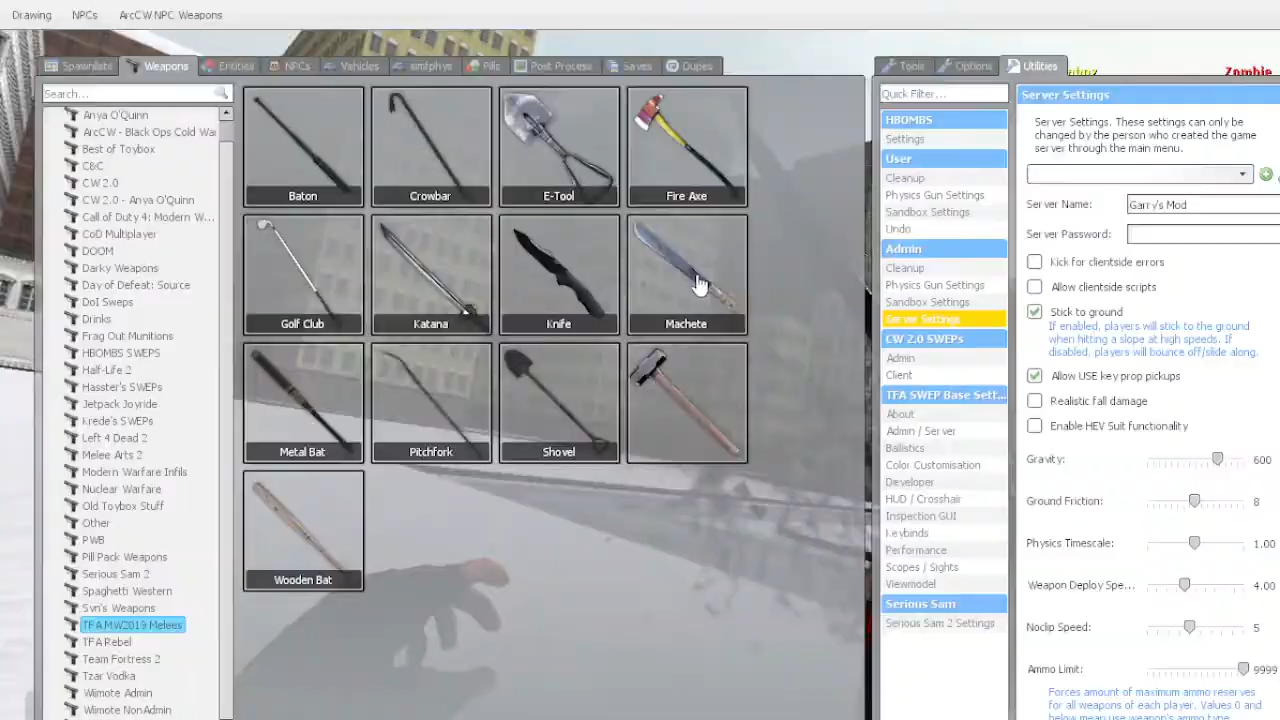 Drawing NPCs ArcCW NPC Weapons
Spawnlists Weapons Entities NPCs Vehicles simfphys Pills Post Process Saves Dupes
Tools Options Utilities
Zombie
Search...
Anya O'Quinn
ArcCW - Black Ops Cold War
Best of Toybox
C&C
CW 2.0
CW 2.0 - Anya O'Quinn
Call of Duty 4: Modern W...
CoD Multiplayer
DOOM
Darky Weapons
Day of Defeat: Source
DoI Sweps
Drinks
Frag Out Munitions
HBOMBS SWEPS
Half-Life 2
Hasster's SWEPs
Jetpack Joyride
Krede's SWEPs
Left 4 Dead 2
Melee Arts 2
Modern Warfare Infils
Nuclear Warfare
Old Toybox Stuff
Other
PWB
Pill Pack Weapons
Serious Sam 2
Spaghetti Western
Svn's Weapons
TFA MW2019 Melees
TFA Rebel
Team Fortress 2
Tzar Vodka
Wiimote Admin
Wiimote NonAdmin
Baton
Crowbar
E-Tool
Fire Axe
Golf Club
Katana
Knife
Machete
Metal Bat
Pitchfork
Shovel
Wooden Bat
Quick Filter...
HBOMBS
Settings
User
Cleanup
Physics Gun Settings
Sandbox Settings
Undo
Admin
Cleanup
Physics Gun Settings
Sandbox Settings
Server Settings
CW 2.0 SWEPs
Admin
Client
TFA SWEP Base Sett...
About
Admin / Server
Ballistics
Color Customisation
Developer
HUD / Crosshair
Inspection GUI
Keybinds
Performance
Scopes / Sights
Viewmodel
Serious Sam
Serious Sam 2 Settings
Server Settings
Server Settings. These settings can only be
changed by the person who created the game
server through the main menu.
Server Name: Garry's Mod
Server Password:
Kick for clientside errors
Allow clientside scripts
Stick to ground
If enabled, players will stick to the ground
when hitting a slope at high speeds. If
disabled, players will bounce off/slide along.
Allow USE key prop pickups
Realistic fall damage
Enable HEV Suit functionality
Gravity: 600
Ground Friction: 8
Physics Timescale: 1.00
Weapon Deploy Spe... 4.00
Noclip Speed: 5
Ammo Limit: 9999
Forces amount of maximum ammo reserves
for all weapons of each player. Values 0 and
below mean use weapon's ammo type